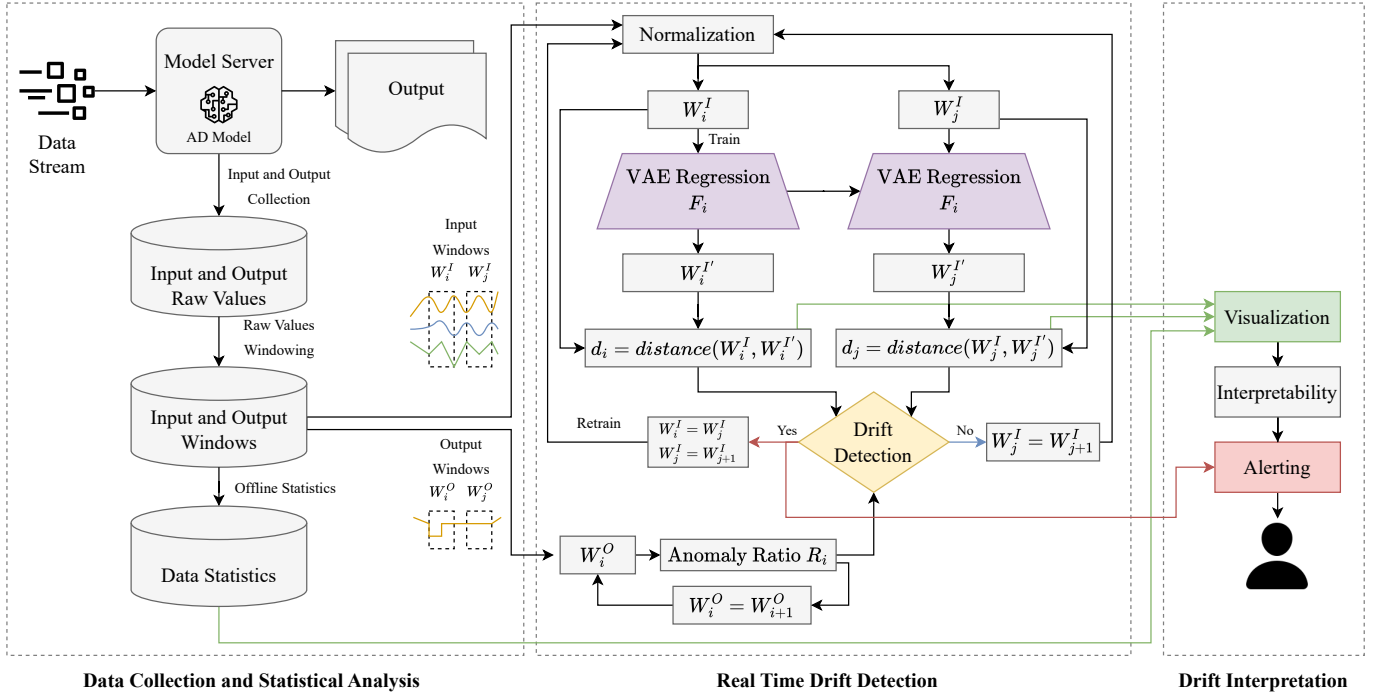 Data
Stream
Model Server
AD Model
Output
Input and Output
Collection
Input and Output
Raw Values
Raw Values
Windowing
Input and Output
Windows
Offline Statistics
Data Statistics
Input
Windows
W_i^I W_j^I
Output
Windows
W_i^O W_j^O
Data Collection and Statistical Analysis
Normalization
W_i^I
W_j^I
Train
VAE Regression
F_i
VAE Regression
F_i
W_i^{I'}
W_j^{I'}
d_i = distance(W_i^I, W_i^{I'})
d_j = distance(W_j^I, W_j^{I'})
Retrain
W_i^I = W_j^I
W_j^I = W_{j+1}^I
Yes
Drift
Detection
No
W_j^I = W_{j+1}^I
W_i^O
Anomaly Ratio R_i
W_i^O = W_{i+1}^O
Real Time Drift Detection
Visualization
Interpretability
Alerting
Drift Interpretation